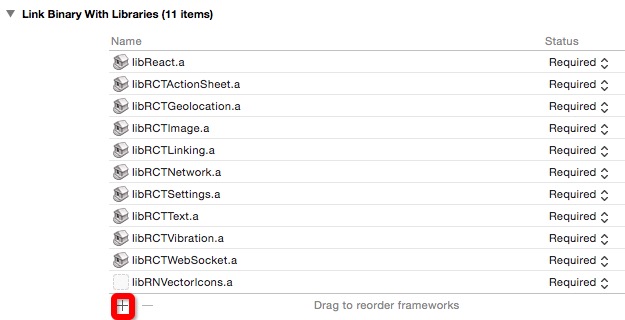 Link Binary With Libraries (11 items)
Name Status
libReact.a Required
libRCTActionSheet.a Required
libRCTGeolocation.a Required
libRCTImage.a Required
libRCTLinking.a Required
libRCTNetwork.a Required
libRCTSettings.a Required
libRCTText.a Required
libRCTVibration.a Required
libRCTWebSocket.a Required
libRNVectorIcons.a Required
Drag to reorder frameworks